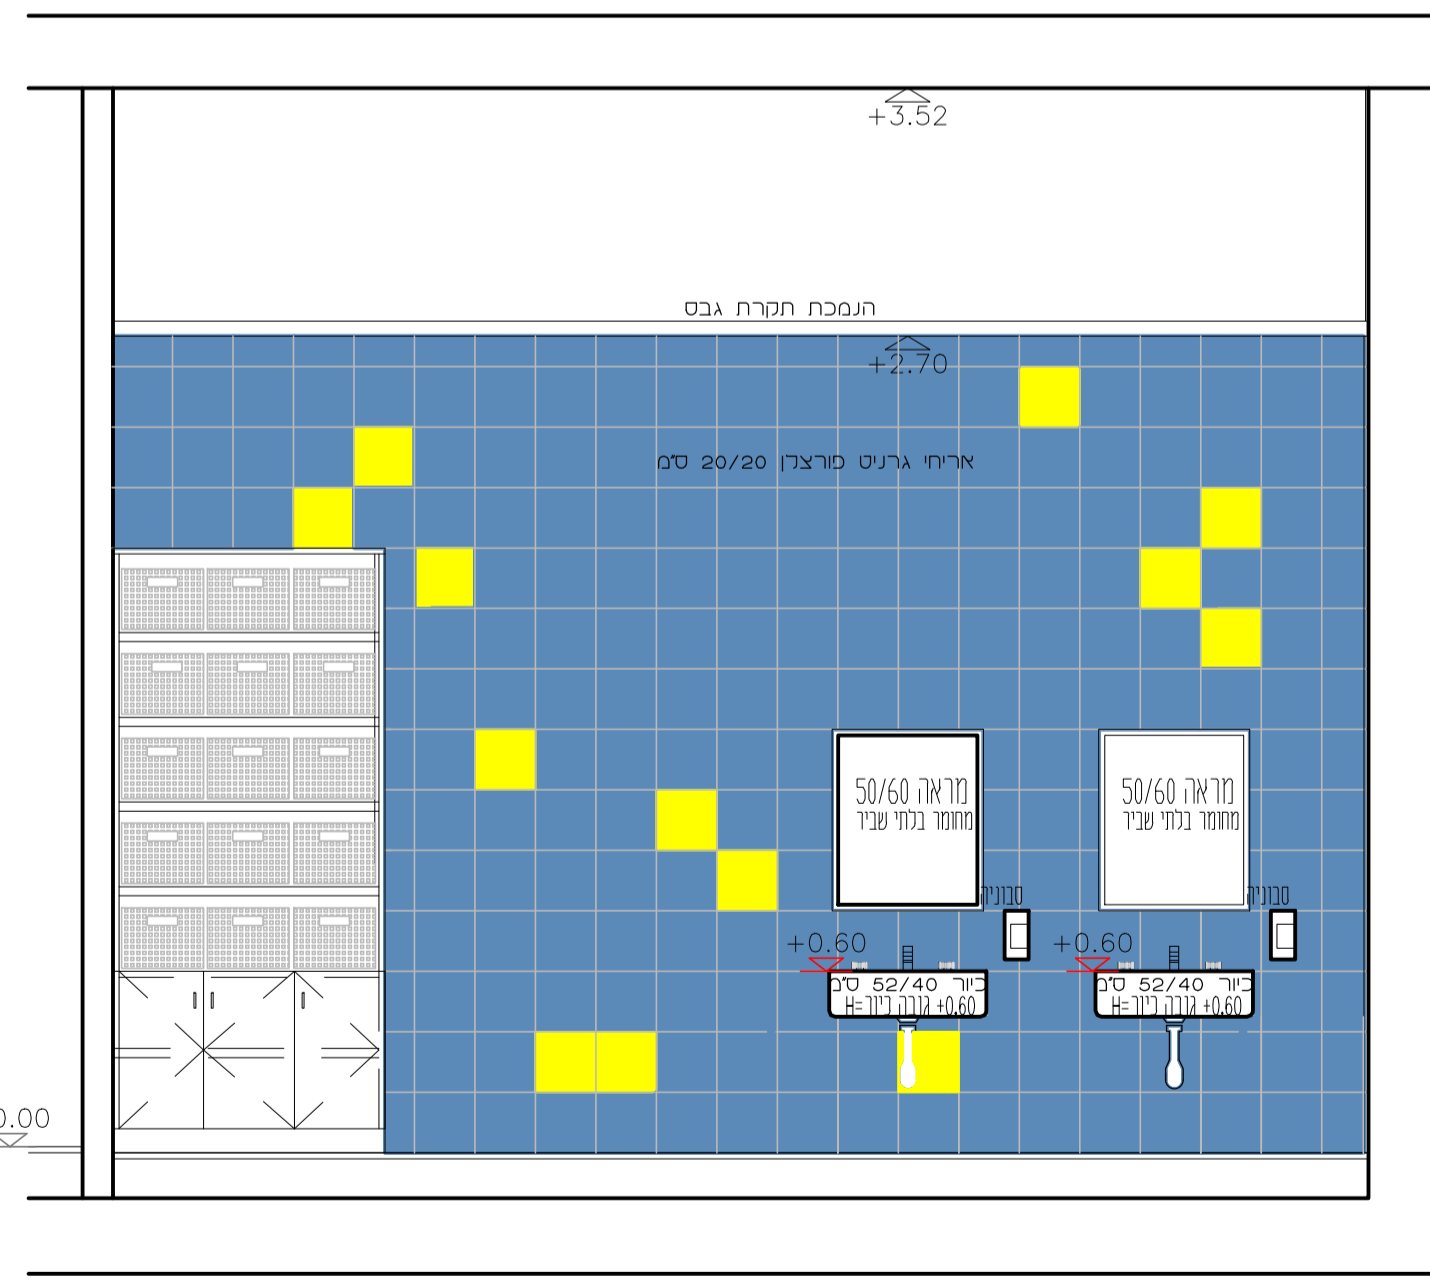 +3.52
הנמכת תקרת גבס
+2.70
אריחי גרניט פורצלן 20/20 ס"מ
מראה 50/60
מחומר בלתי שביר
מראה 50/60
מחומר בלתי שביר
סבוניה
סבוניה
+0.60
+0.60
כיור 52/40 ס"מ
H=גובה כיור +0.60
כיור 52/40 ס"מ
H=גובה כיור +0.60
0.00